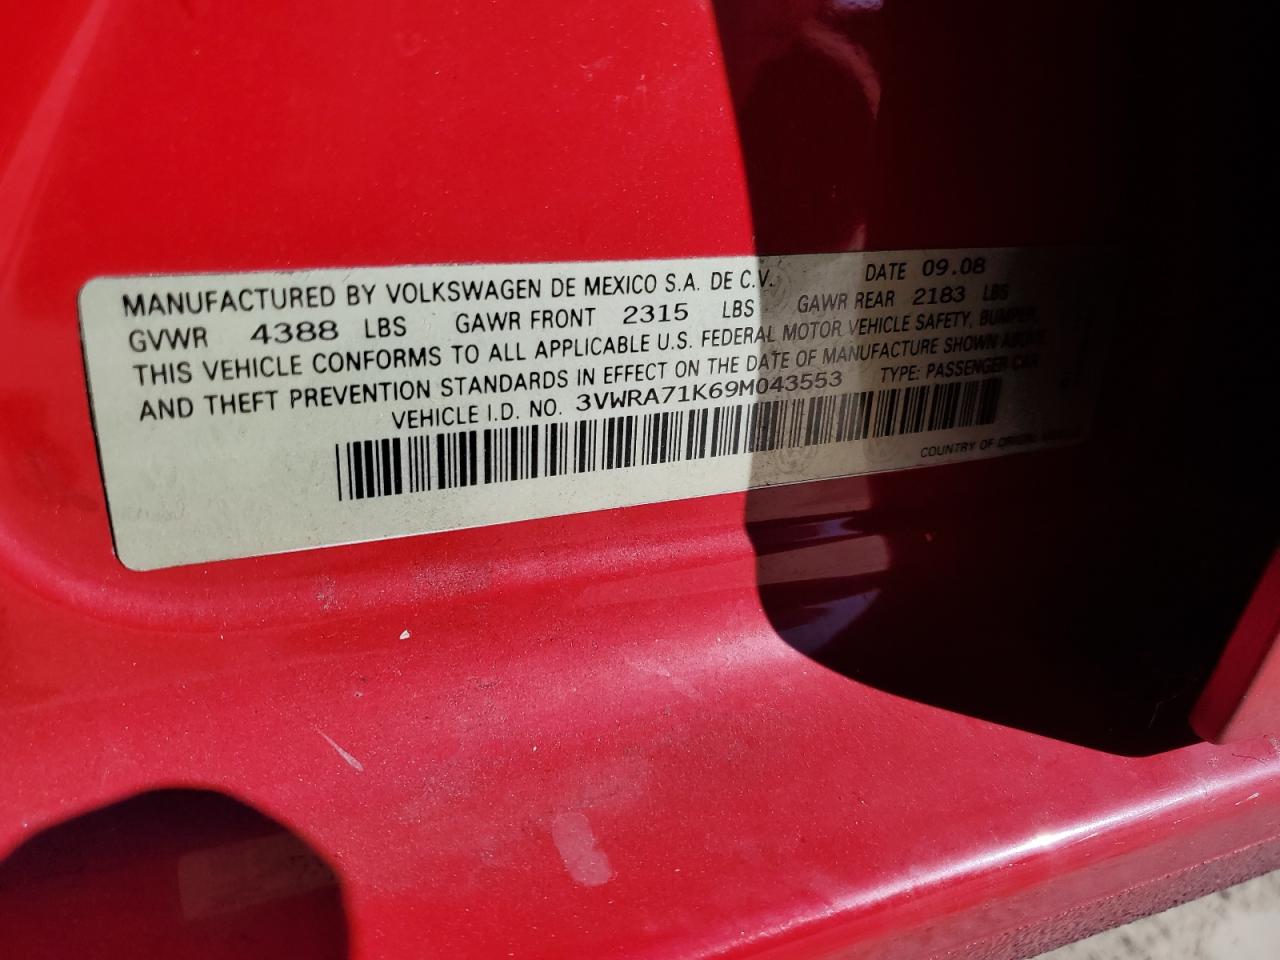 MANUFACTURED BY VOLKSWAGEN DE MEXICO S.A. DE C.V. DATE 09.08
GVWR 4388 LBS GAWR FRONT 2315 LBS GAWR REAR 2183 LBS
THIS VEHICLE CONFORMS TO ALL APPLICABLE U.S. FEDERAL MOTOR VEHICLE SAFETY, BUMPER,
AND THEFT PREVENTION STANDARDS IN EFFECT ON THE DATE OF MANUFACTURE SHOWN ABOVE
VEHICLE I.D. NO. 3VWRA71K69M043553 TYPE: PASSENGER CAR
COUNTRY OF ORIGIN